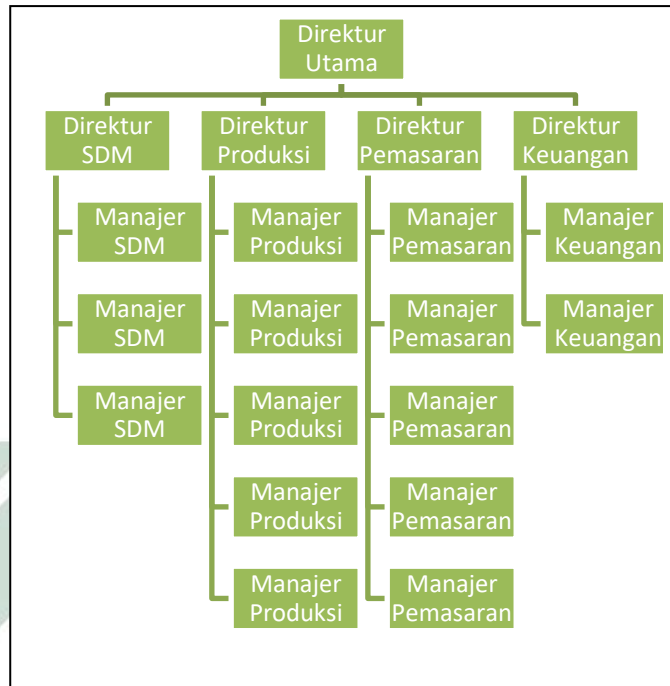 Direktur
Utama
Direktur
SDM
Manajer
SDM
Manajer
SDM
Manajer
SDM
Direktur
Produksi
Manajer
Produksi
Manajer
Produksi
Manajer
Produksi
Manajer
Produksi
Manajer
Produksi
Direktur
Pemasaran
Manajer
Pemasaran
Manajer
Pemasaran
Manajer
Pemasaran
Manajer
Pemasaran
Manajer
Pemasaran
Direktur
Keuangan
Manajer
Keuangan
Manajer
Keuangan